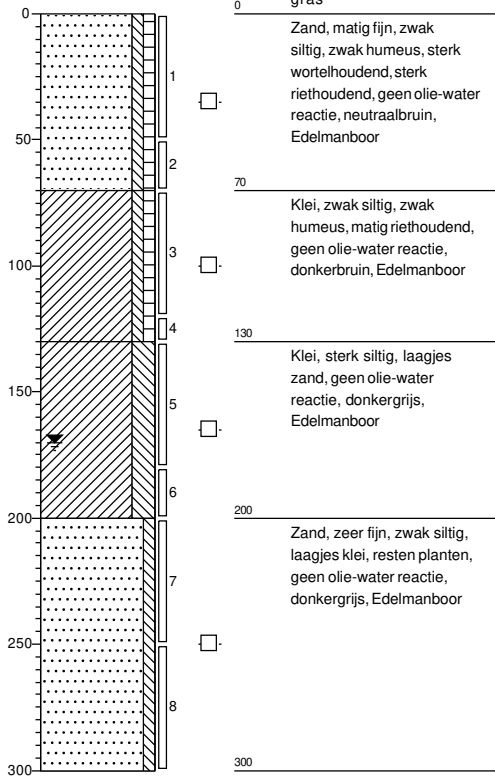 0
50
100
150
200
250
300
1
2
3
4
5
6
7
8
0
gras
Zand, matig fijn, zwak
siltig, zwak humeus, sterk
wortelhoudend, sterk
riethoudend, geen olie-water
reactie, neutraalbruin,
Edelmanboor
70
Klei, zwak siltig, zwak
humeus, matig riethoudend,
geen olie-water reactie,
donkerbruin, Edelmanboor
130
Klei, sterk siltig, laagjes
zand, geen olie-water
reactie, donkergrijs,
Edelmanboor
200
Zand, zeer fijn, zwak siltig,
laagjes klei, resten planten,
geen olie-water reactie,
donkergrijs, Edelmanboor
300